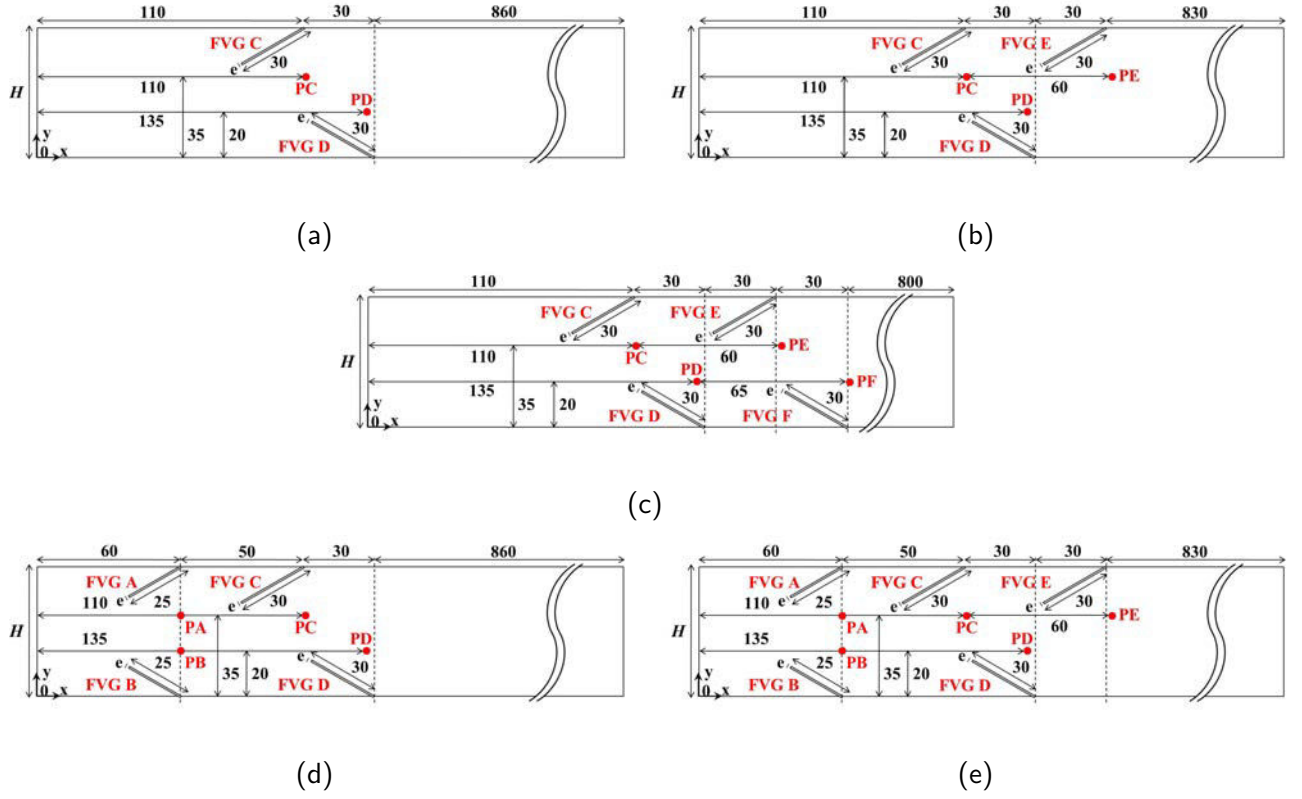 110 30 860
FVG C
e 30
PC
H
110
PD
135 35 20
e 30
y
0 x
FVG D
(a)
110 30 30 830
FVG C FVG E
e 30 e 30
PC PE
H
110 60
PD
135 35 20
e 30
y
0 x
FVG D
(b)
110 30 30 30 800
FVG C FVG E
e 30 e 30
PC PE
H
110 60
PD PF
135 35 20 65
e 30 e 30
y
0 x
FVG D FVG F
(c)
60 50 30 860
FVG A FVG C
e 25 e 30
110
PA PC
H
135 PB PD
25 35 20
e e 30
y
0 x
FVG B FVG D
(d)
60 50 30 30 830
FVG A FVG C FVG E
e 25 e 30 e 30
110
PA PC 60 PE
H
135 PB PD
25 35 20
e e 30
y
0 x
FVG B FVG D
(e)